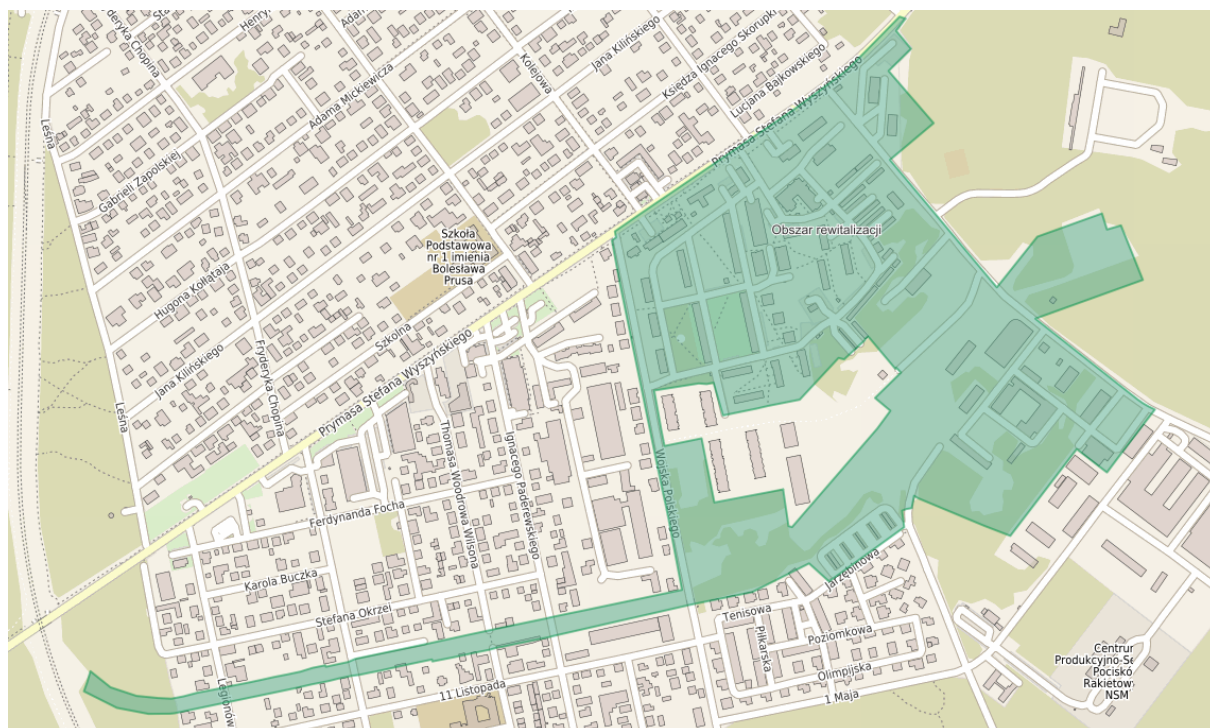 Fryderyka Chopina
Kolejowa
Jana Kilińskiego
Księdza Ignacego Skorupki
Lucjana Bajkowskiego
Prymasa Stefana Wyszyńskiego
Adama Mickiewicza
Leśna
Gabrieli Zapolskiej
Szkoła
Podstawowa
nr 1 imienia
Bolesława
Prusa
Obszar rewitalizacji
Hugona Kołłątaja
Szkolna
Jana Kilińskiego
Fryderyka Chopina
Prymasa Stefana Wyszyńskiego
Leśna
Thomasa Woodrowa Wilsona
Ignacego Paderewskiego
Wojska Polskiego
Ferdynanda Focha
Karola Buczka
Stefana Okrzei
Jarzębinowa
Tenisowa
Poziomkowa
Piłkarska
Olimpijska
11 Listopada
1 Maja
Legionów
Centrum
Produkcyjno-Se
Pocisków
Rakietow
NSM